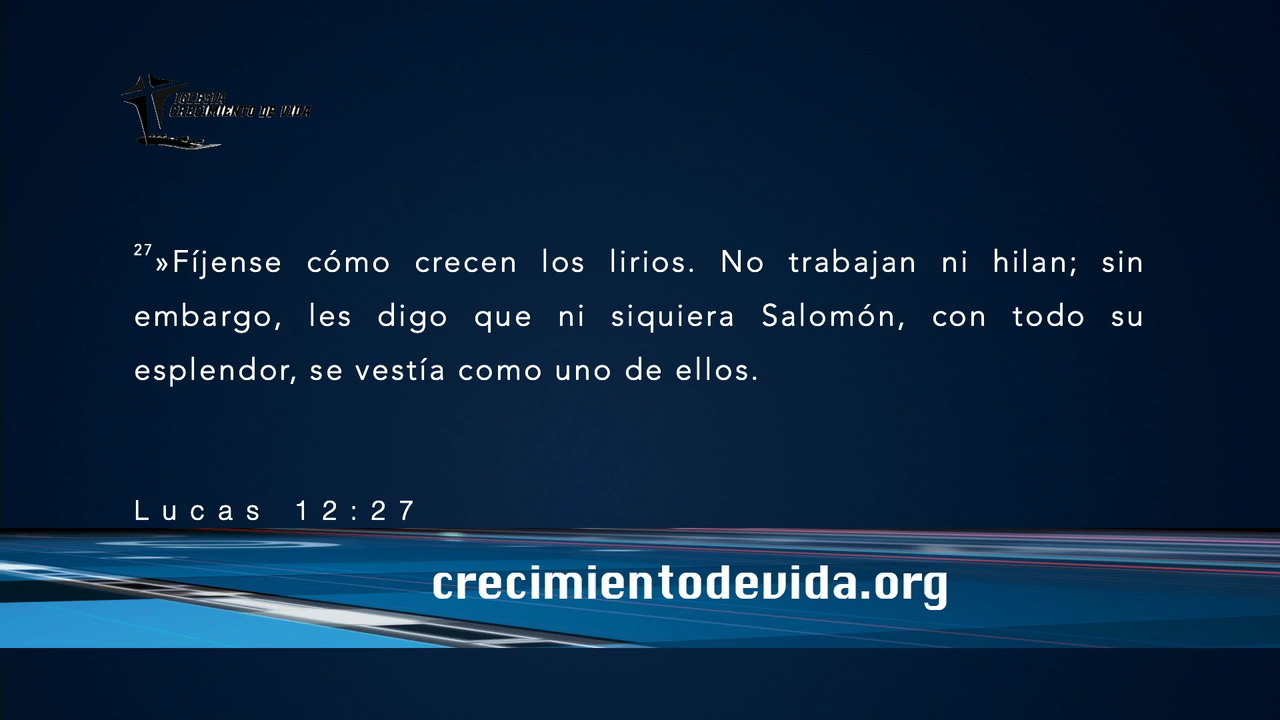 IGLESIA
CRECIMIENTO DE VIDA
27»Fíjense cómo crecen los lirios. No trabajan ni hilan; sin
embargo, les digo que ni siquiera Salomón, con todo su
esplendor, se vestía como uno de ellos.
Lucas 12:27
crecimientodevida.org